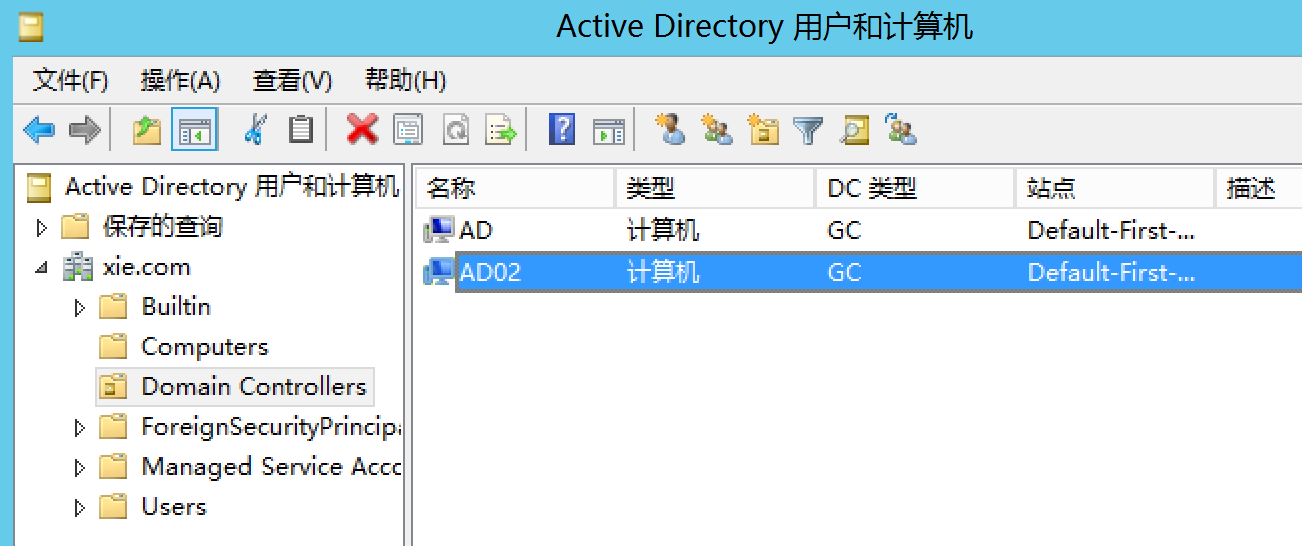 Active Directory 用户和计算机
文件(F) 操作(A) 查看(V) 帮助(H)
Active Directory 用户和计算机
保存的查询
xie.com
Builtin
Computers
Domain Controllers
ForeignSecurityPrincip
Managed Service Acc
Users
名称 类型 DC 类型 站点 描述
AD 计算机 GC Default-First-...
AD02 计算机 GC Default-First-...